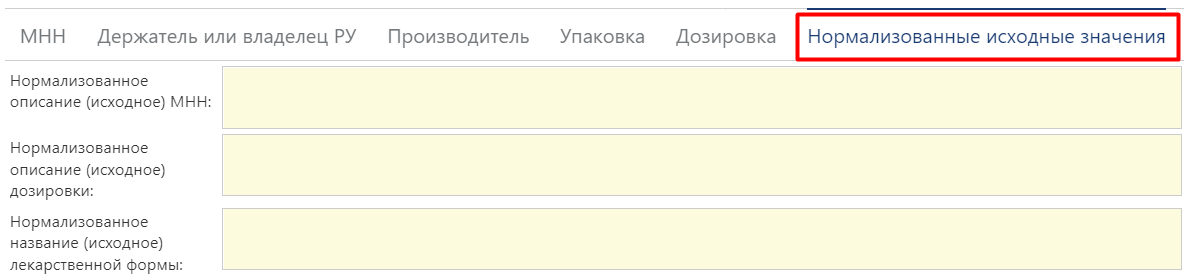 МНН Держатель или владелец РУ Производитель Упаковка Дозировка Нормализованные исходные значения
Нормализованное
описание (исходное) МНН:
Нормализованное
описание (исходное)
дозировки:
Нормализованное
название (исходное)
лекарственной формы: